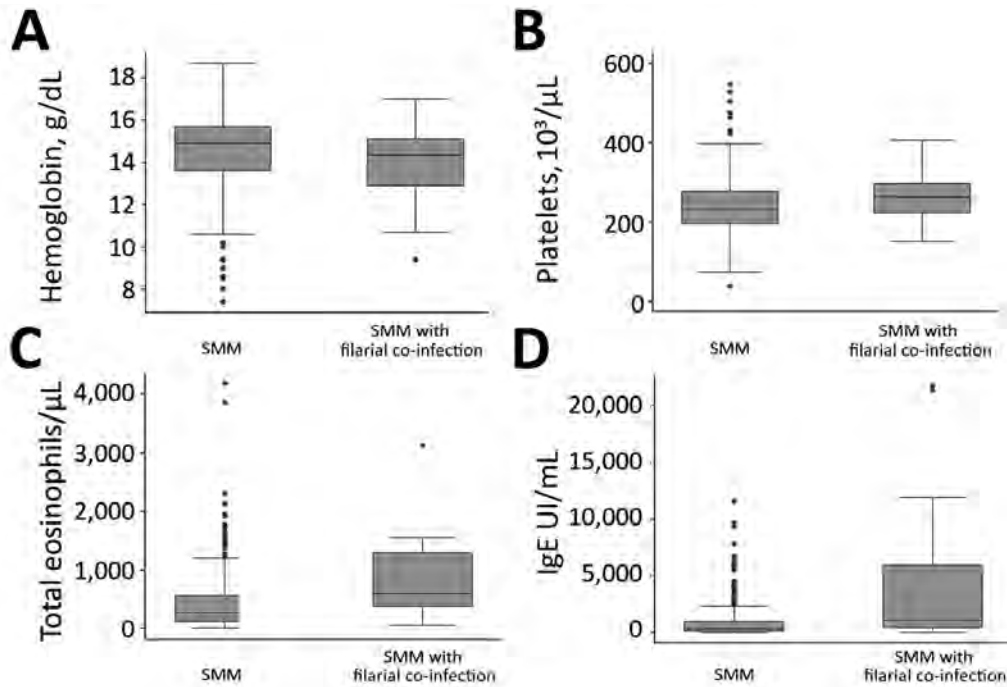 A
Hemoglobin, g/dL
18
16
14
12
10
8
SMM
SMM with
filarial co-infection
B
Platelets, 10³/µL
600
400
200
0
SMM
SMM with
filarial co-infection
C
Total eosinophils/µL
4,000
3,000
2,000
1,000
0
SMM
SMM with
filarial co-infection
D
IgE UI/mL
20,000
15,000
10,000
5,000
0
SMM
SMM with
filarial co-infection